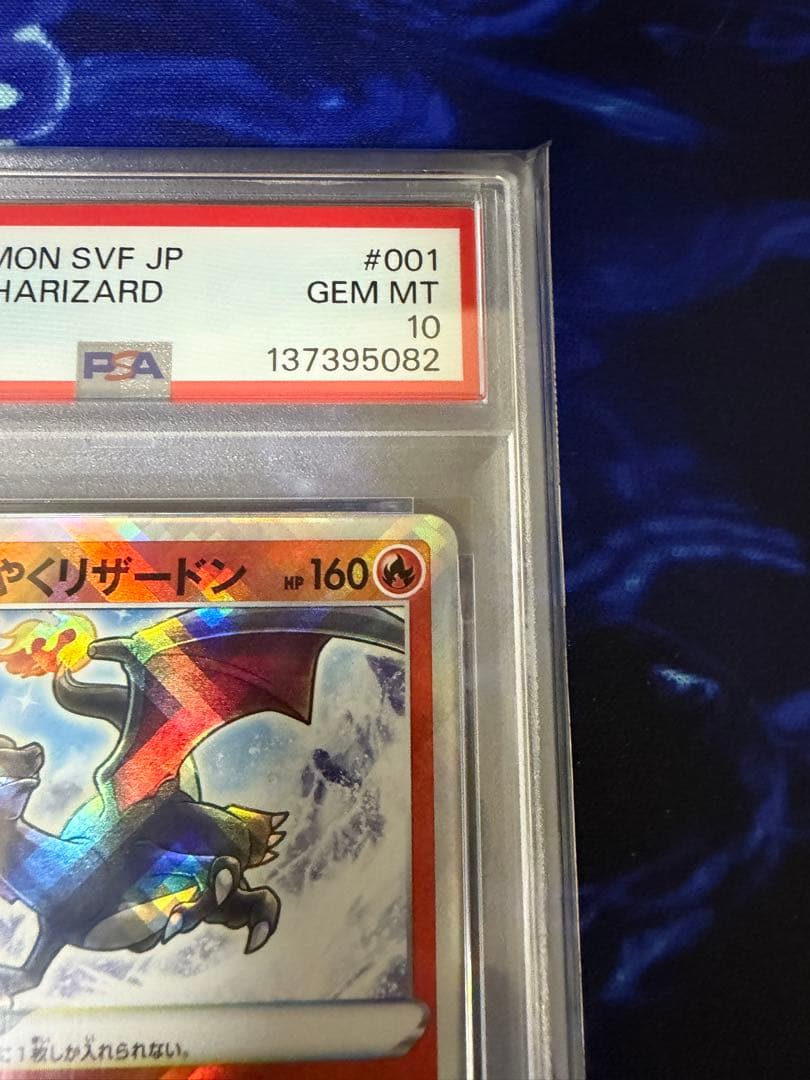 MON SVF JP #001
HARIZARD GEM MT
10
PSA 137395082
やくリザードン HP 160
に1枚しか入れられない。